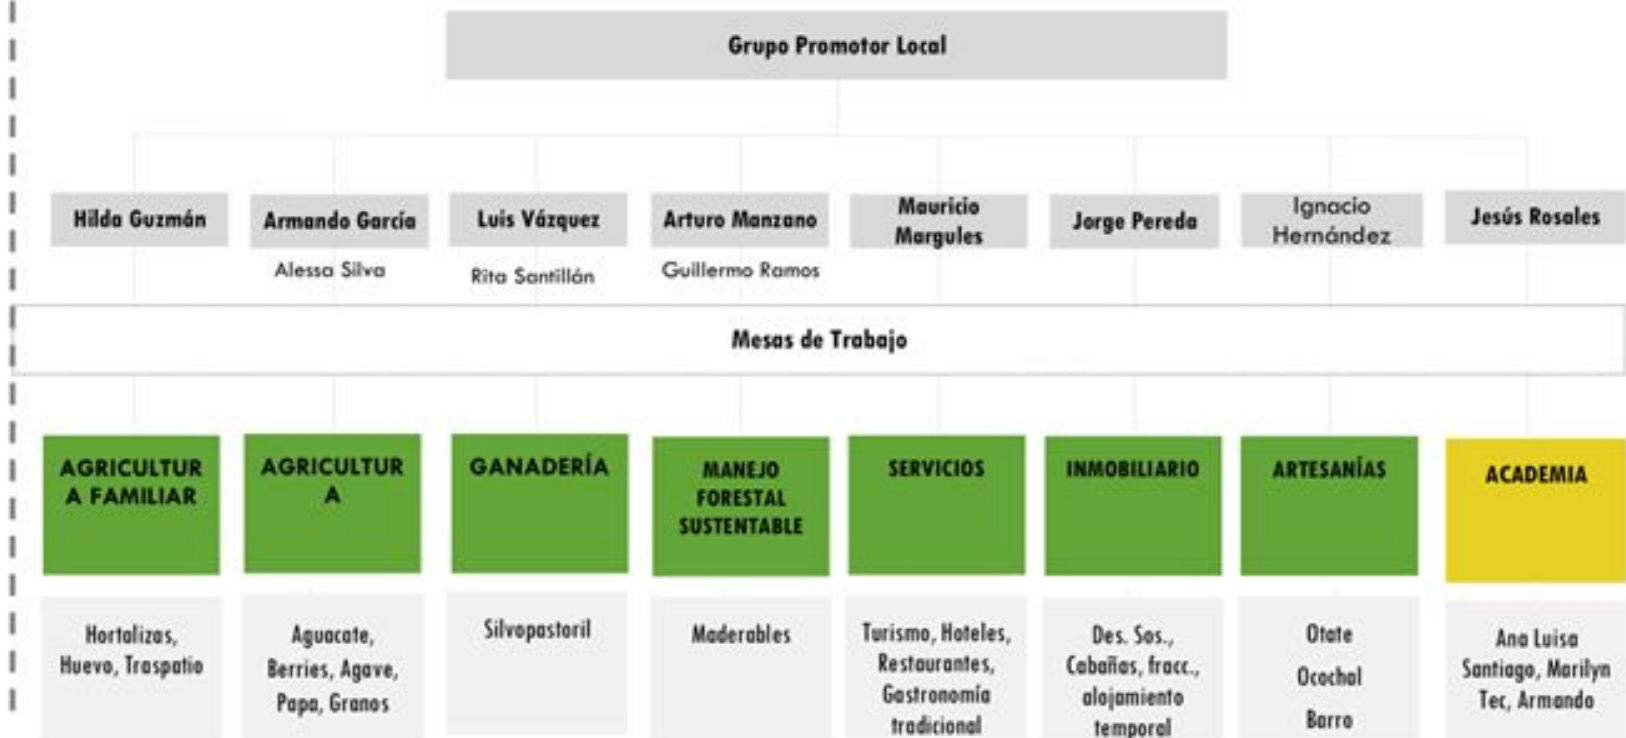 Grupo Promotor Local
Hilda Guzmán
Armando García
Alessa Silva
Luis Vázquez
Rita Santillán
Arturo Manzano
Guillermo Ramos
Mauricio
Margules
Jorge Pereda
Ignacio
Hernández
Jesús Rosales
Mesas de Trabajo
AGRICULTUR
A FAMILIAR
AGRICULTUR
A
GANADERÍA
MANEJO
FORESTAL
SUSTENTABLE
SERVICIOS
INMOBILIARIO
ARTESANÍAS
ACADEMIA
Hortalizas,
Huevo, Traspatio
Aguacate,
Berries, Agave,
Papa, Granos
Silvopastoril
Maderables
Turismo, Hoteles,
Restaurantes,
Gastronomía
tradicional
Des. Sos.,
Cabañas, fracc.,
alojamiento
temporal
Otate
Ocochal
Barro
Ana Luisa
Santiago, Marilyn
Tec, Armando